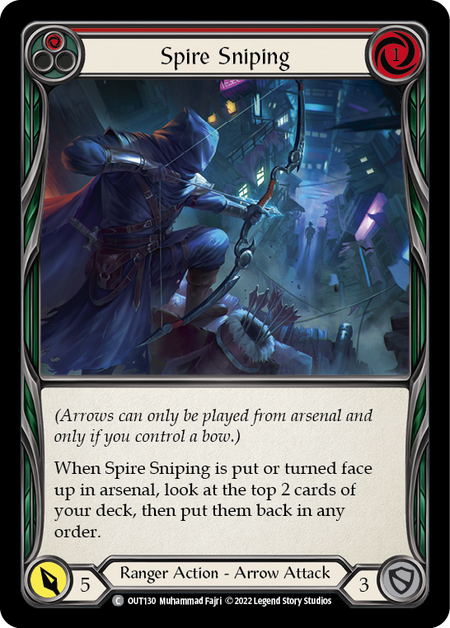 Spire Sniping
1
(Arrows can only be played from arsenal and
only if you control a bow.)
When Spire Sniping is put or turned face
up in arsenal, look at the top 2 cards of
your deck, then put them back in any
order.
5
Ranger Action - Arrow Attack
3
C OUT130 Muhammad Fajri © 2022 Legend Story Studios